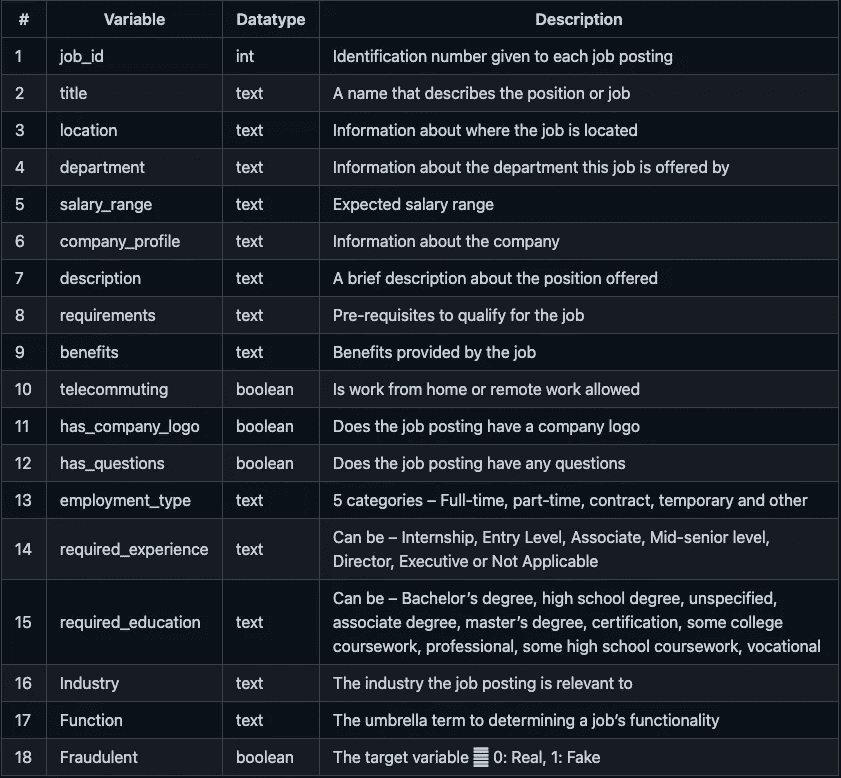 # Variable Datatype Description
1 job_id int Identification number given to each job posting
2 title text A name that describes the position or job
3 location text Information about where the job is located
4 department text Information about the department this job is offered by
5 salary_range text Expected salary range
6 company_profile text Information about the company
7 description text A brief description about the position offered
8 requirements text Pre-requisites to qualify for the job
9 benefits text Benefits provided by the job
10 telecommuting boolean Is work from home or remote work allowed
11 has_company_logo boolean Does the job posting have a company logo
12 has_questions boolean Does the job posting have any questions
13 employment_type text 5 categories – Full-time, part-time, contract, temporary and other
14 required_experience text Can be – Internship, Entry Level, Associate, Mid-senior level,
Director, Executive or Not Applicable
15 required_education text Can be – Bachelor’s degree, high school degree, unspecified,
associate degree, master’s degree, certification, some college
coursework, professional, some high school coursework, vocational
16 Industry text The industry the job posting is relevant to
17 Function text The umbrella term to determining a job’s functionality
18 Fraudulent boolean The target variable 𝄜 0: Real, 1: Fake